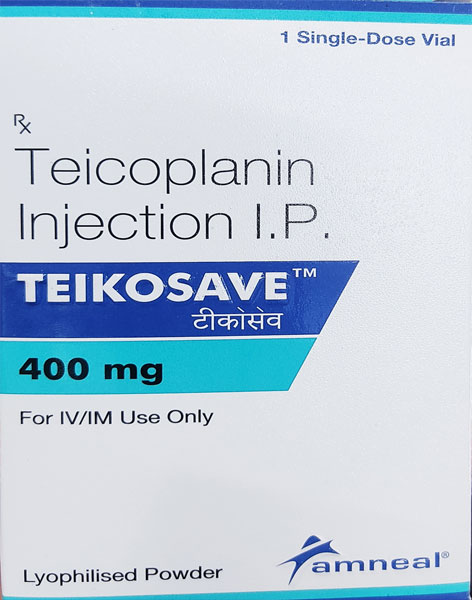 1 Single-Dose Vial
Rx
Teicoplanin
Injection I.P.
TEIKOSAVE™
टीकोसेव
400 mg
For IV/IM Use Only
Lyophilised Powder
amneal®